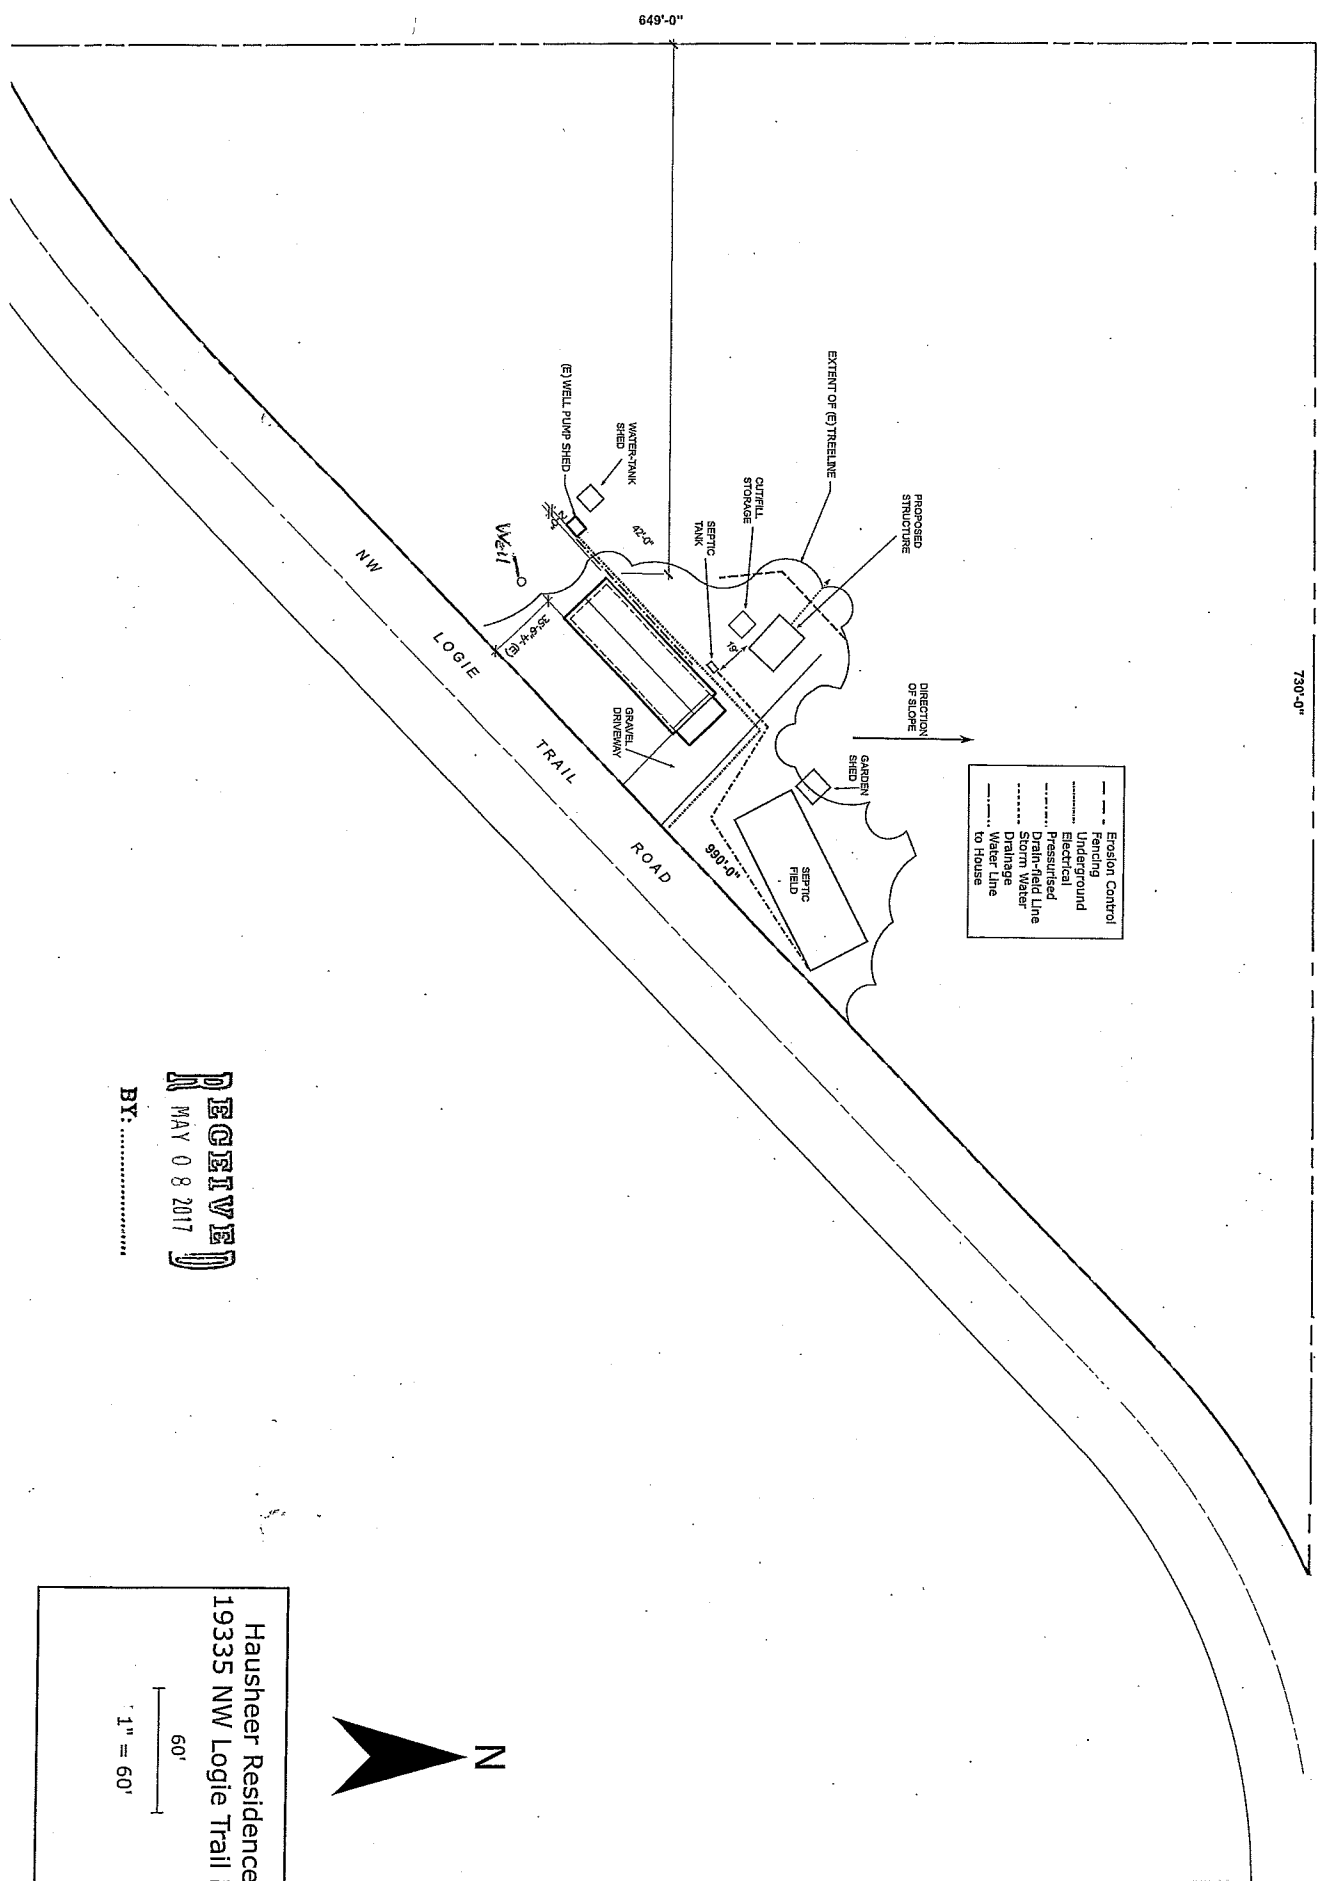 649'-0"
730'-0"
EXTENT OF (E) TREELINE
PROPOSED
STRUCTURE
CUT/FILL
STORAGE
SEPTIC
TANK
WATER-TANK
SHED
(E) WELL PUMP SHED
42'-0"
19'
Well
DIRECTION
OF SLOPE
GARDEN
SHED
GRAVEL
DRIVEWAY
SEPTIC
FIELD
990'-0"
NW LOGIE TRAIL ROAD
Erosion Control
Fencing
Underground
Electrical
Pressurised
Drain-field Line
Storm Water
Drainage
Water Line
to House
RECEIVED
MAY 08 2017
BY:
N
Hausheer Residence
19335 NW Logie Trail
60'
1" = 60'